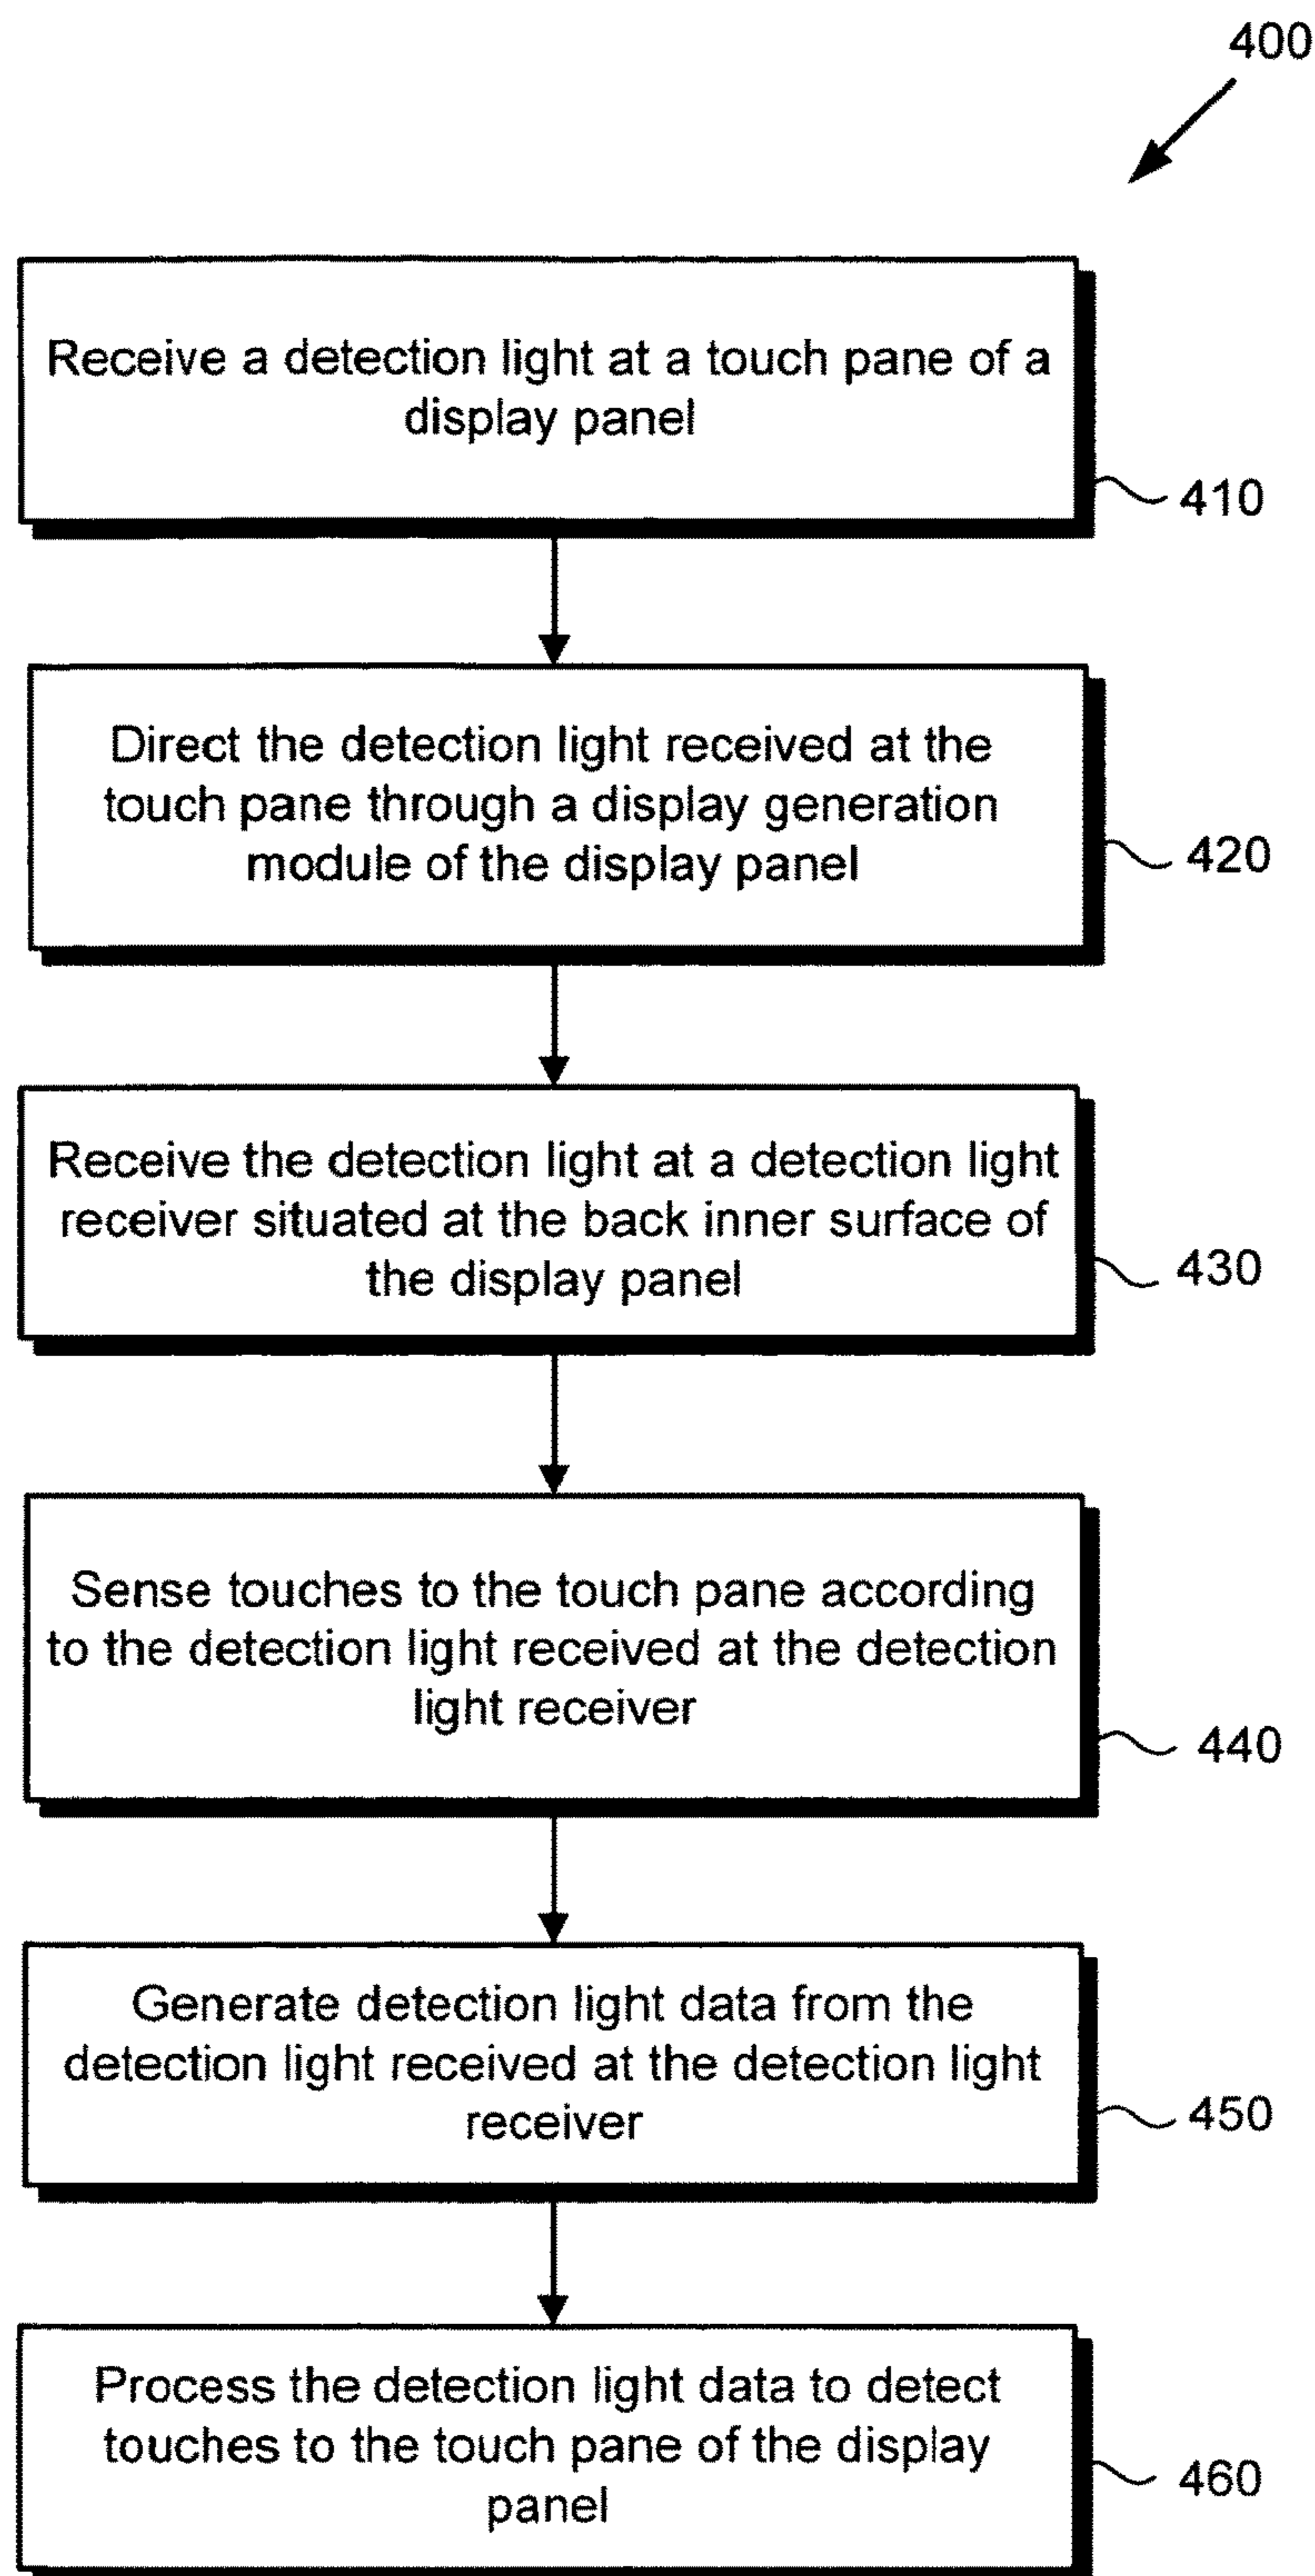 400
Receive a detection light at a touch pane of a
display panel
410
Direct the detection light received at the
touch pane through a display generation
module of the display panel
420
Receive the detection light at a detection light
receiver situated at the back inner surface of
the display panel
430
Sense touches to the touch pane according
to the detection light received at the detection
light receiver
440
Generate detection light data from the
detection light received at the detection light
receiver
450
Process the detection light data to detect
touches to the touch pane of the display
panel
460